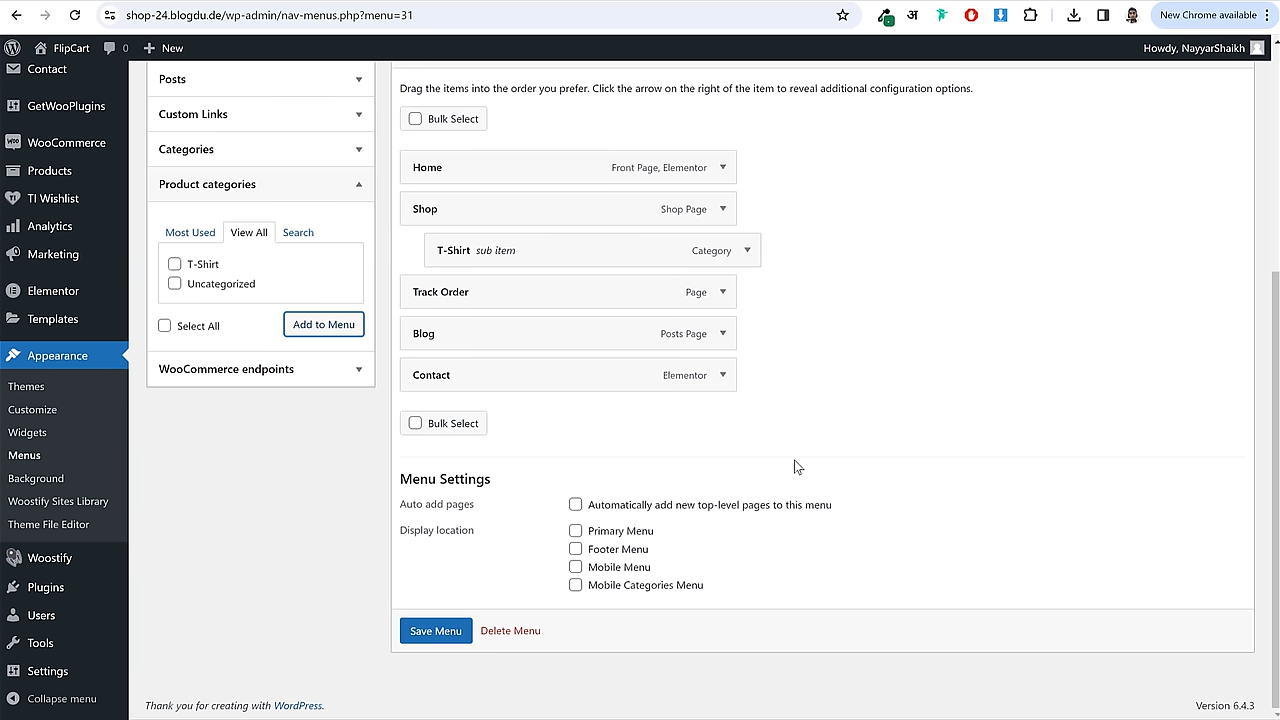 shop-24.blogdu.de/wp-admin/nav-menus.php?menu=31
अ
New Chrome available
FlipCart
0
New
Howdy, NayyarShaikh
Contact
GetWooPlugins
WooCommerce
Products
TI Wishlist
Analytics
Marketing
Elementor
Templates
Appearance
Themes
Customize
Widgets
Menus
Background
Woostify Sites Library
Theme File Editor
Woostify
Plugins
Users
Tools
Settings
Collapse menu
Posts
Custom Links
Categories
Product categories
Most Used
View All
Search
T-Shirt
Uncategorized
Select All
Add to Menu
WooCommerce endpoints
Drag the items into the order you prefer. Click the arrow on the right of the item to reveal additional configuration options.
Bulk Select
Home Front Page, Elementor
Shop Shop Page
T-Shirt sub item Category
Track Order Page
Blog Posts Page
Contact Elementor
Bulk Select
Menu Settings
Auto add pages
Automatically add new top-level pages to this menu
Display location
Primary Menu
Footer Menu
Mobile Menu
Mobile Categories Menu
Save Menu
Delete Menu
Thank you for creating with WordPress.
Version 6.4.3